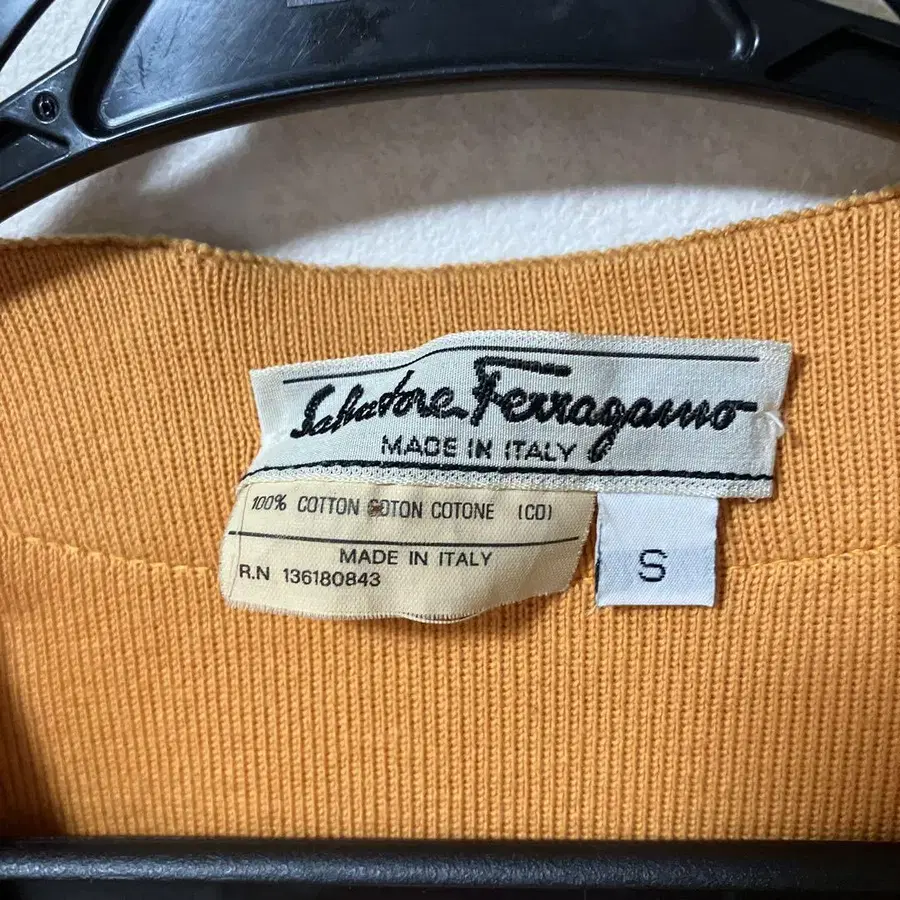 Salvatore Ferragamo
MADE IN ITALY
100% COTTON COTON COTONE (CO)
MADE IN ITALY
R.N 136180843
S